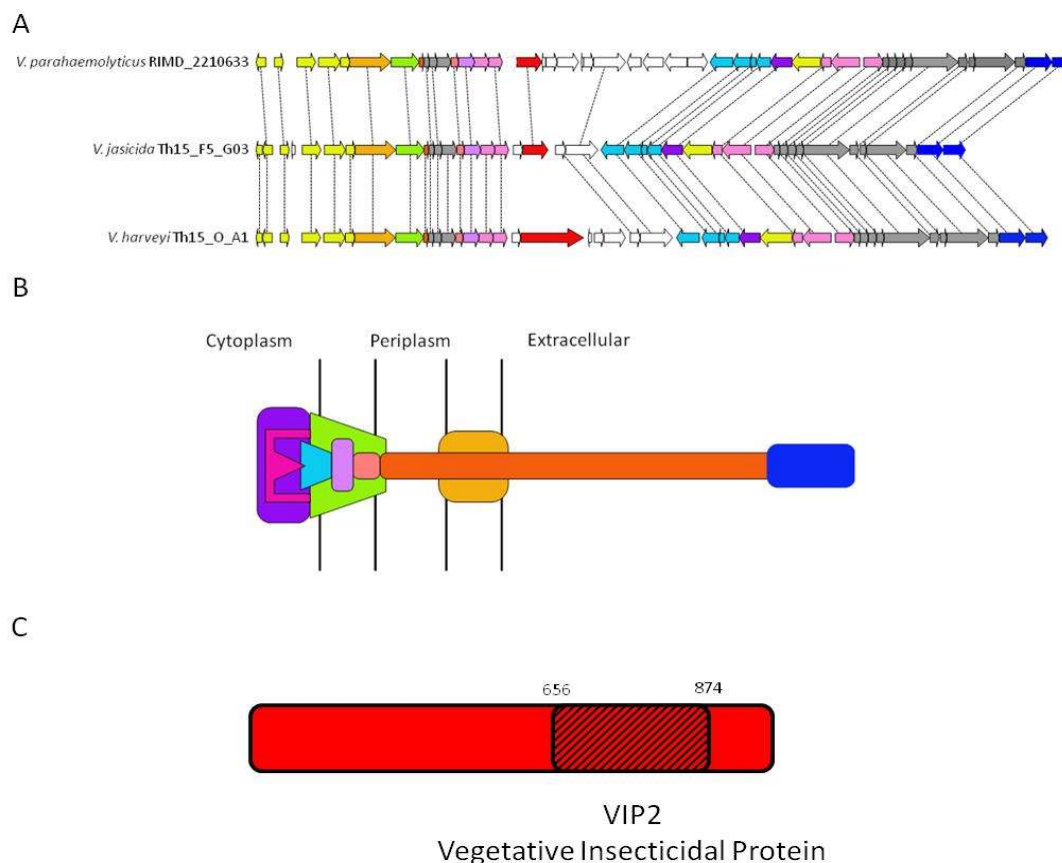 A
V. parahaemolyticus RIMD_2210633
V. jasicida Th15_F5_G03
V. harveyi Th15_O_A1
B
Cytoplasm Periplasm Extracellular
C
656 874
VIP2
Vegetative Insecticidal Protein